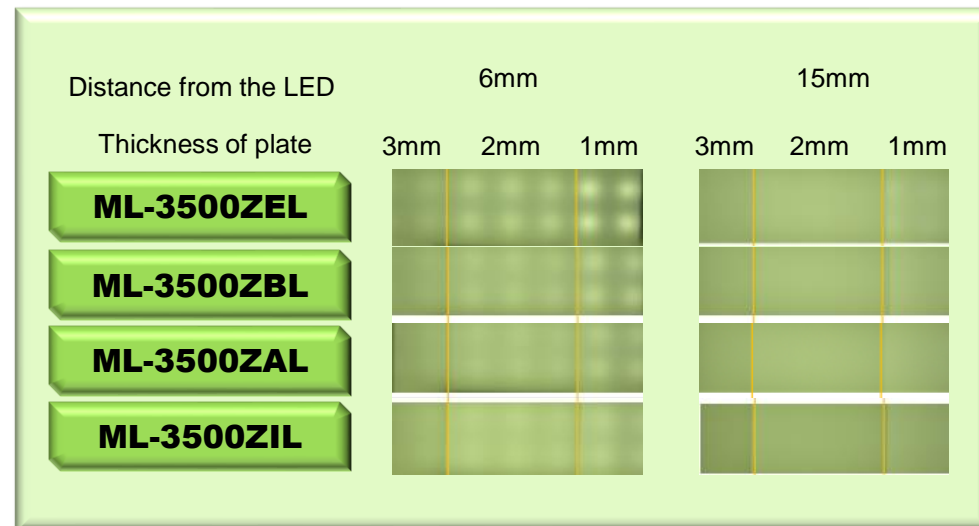 Distance from the LED 6mm 15mm
Thickness of plate 3mm 2mm 1mm 3mm 2mm 1mm
ML-3500ZEL
ML-3500ZBL
ML-3500ZAL
ML-3500ZIL